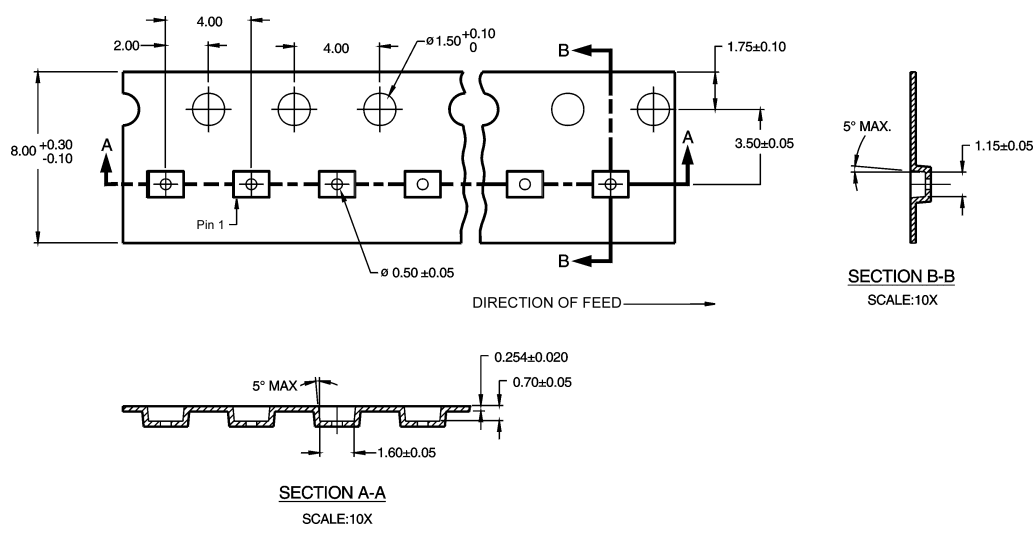 4.00
2.00
4.00
ø1.50 +0.10
0
B
1.75±0.10
8.00 +0.30
-0.10
A
A
3.50±0.05
5° MAX.
1.15±0.05
Pin 1
B
ø 0.50 ±0.05
SECTION B-B
SCALE:10X
DIRECTION OF FEED
0.254±0.020
5° MAX
0.70±0.05
1.60±0.05
SECTION A-A
SCALE:10X